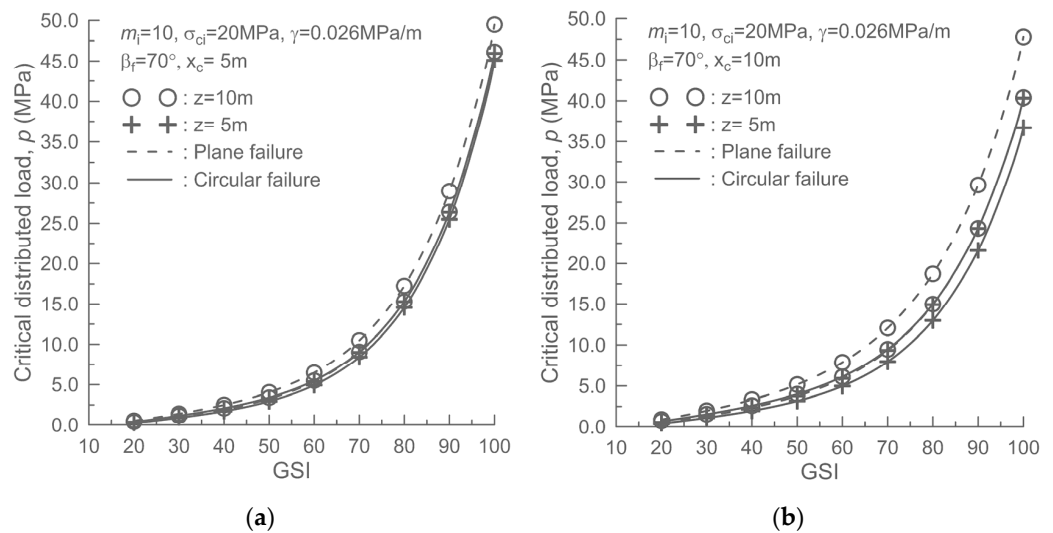 50.0
45.0
40.0
35.0
30.0
25.0
20.0
15.0
10.0
5.0
0.0
Critical distributed load, p (MPa)
mi=10, σci=20MPa, γ=0.026MPa/m
βf=70°, xc= 5m
: z=10m
: z= 5m
: Plane failure
: Circular failure
10 20 30 40 50 60 70 80 90 100
GSI
(a)
50.0
45.0
40.0
35.0
30.0
25.0
20.0
15.0
10.0
5.0
0.0
Critical distributed load, p (MPa)
mi=10, σci=20MPa, γ=0.026MPa/m
βf=70°, xc=10m
: z=10m
: z= 5m
: Plane failure
: Circular failure
10 20 30 40 50 60 70 80 90 100
GSI
(b)